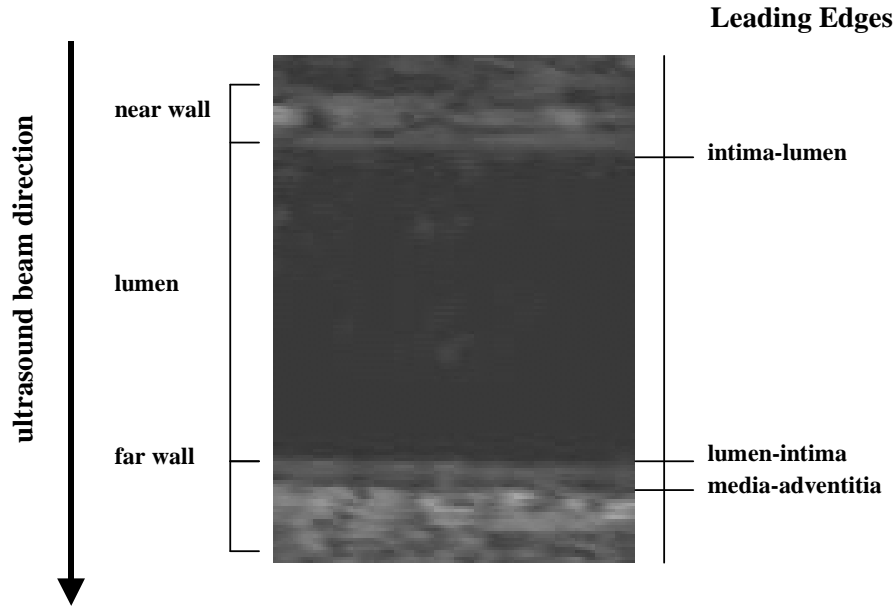 Leading Edges
near wall
intima-lumen
ultrasound beam direction
lumen
far wall
lumen-intima
media-adventitia